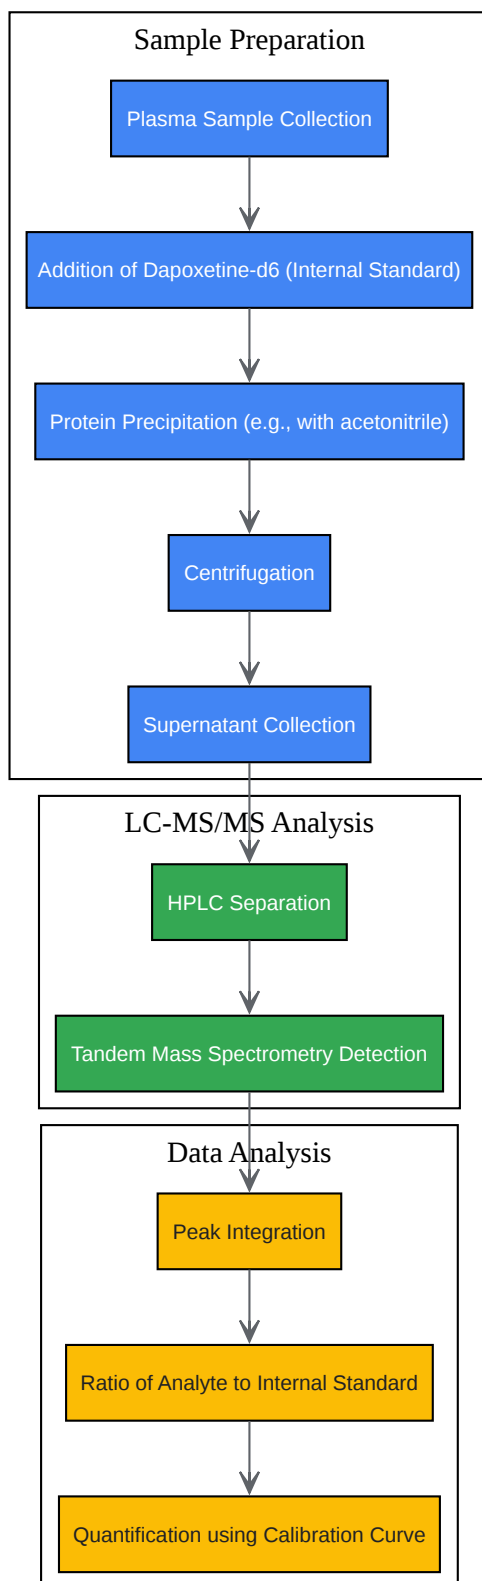 Sample Preparation
Plasma Sample Collection
Addition of Dapoxetine-d6 (Internal Standard)
Protein Precipitation (e.g., with acetonitrile)
Centrifugation
Supernatant Collection
LC-MS/MS Analysis
HPLC Separation
Tandem Mass Spectrometry Detection
Data Analysis
Peak Integration
Ratio of Analyte to Internal Standard
Quantification using Calibration Curve